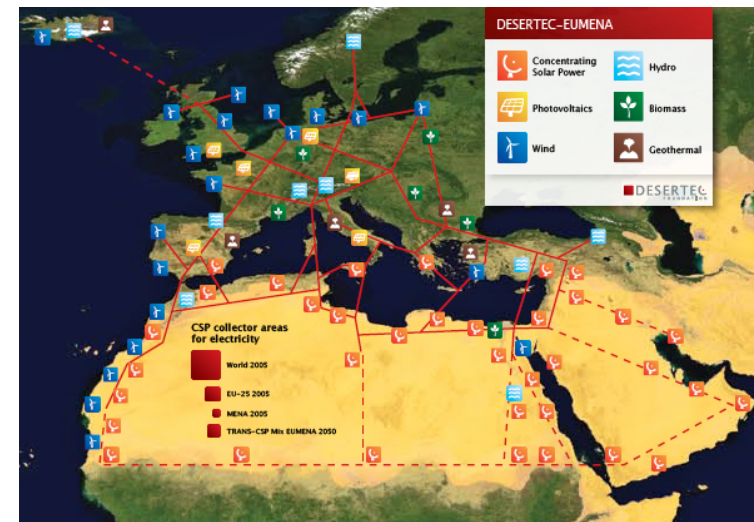 DESERTEC-EUMENA
Concentrating
Solar Power
Hydro
Photovoltaics
Biomass
Wind
Geothermal
DESERTEC
FOUNDATION
CSP collector areas
for electricity
World 2005
EU-25 2005
MENA 2005
TRANS-CSP Mix EUMENA 2050